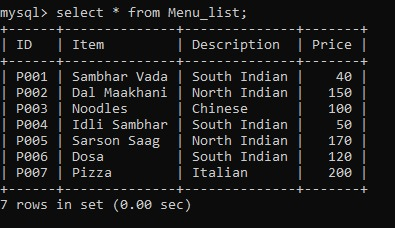 mysql> select * from Menu_list;
+------+--------------+--------------+-------+
| ID   | Item         | Description  | Price |
+------+--------------+--------------+-------+
| P001 | Sambhar Vada | South Indian |    40 |
| P002 | Dal Maakhani | North Indian |   150 |
| P003 | Noodles      | Chinese      |   100 |
| P004 | Idli Sambhar | South Indian |    50 |
| P005 | Sarson Saag  | North Indian |   170 |
| P006 | Dosa         | South Indian |   120 |
| P007 | Pizza        | Italian      |   200 |
+------+--------------+--------------+-------+
7 rows in set (0.00 sec)